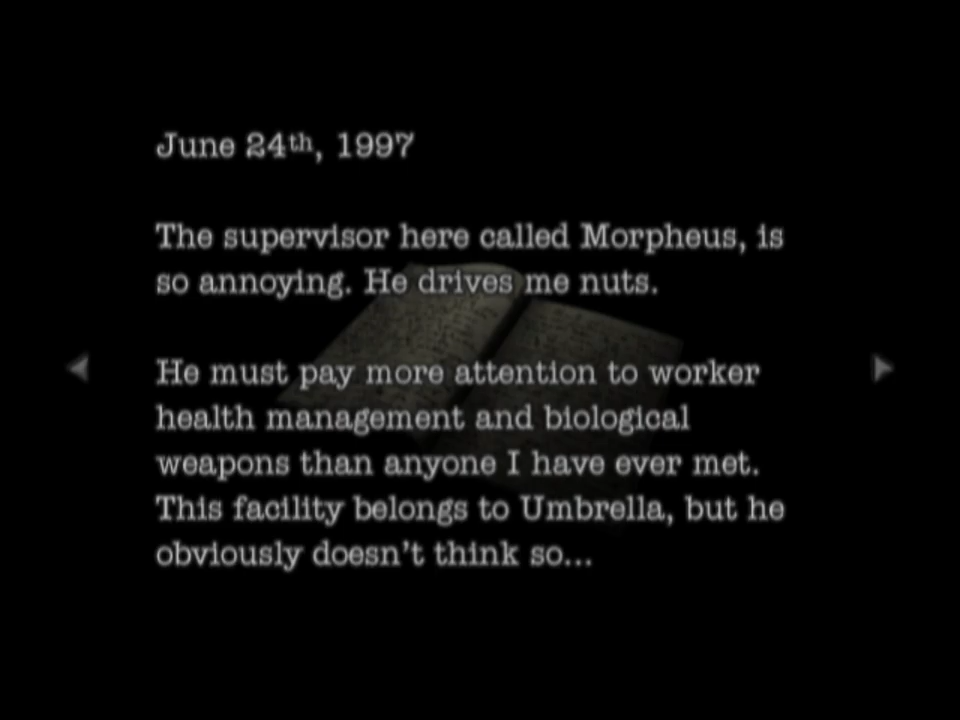 June 24th, 1997
The supervisor here called Morpheus, is
so annoying. He drives me nuts.
He must pay more attention to worker
health management and biological
weapons than anyone I have ever met.
This facility belongs to Umbrella, but he
obviously doesn't think so...